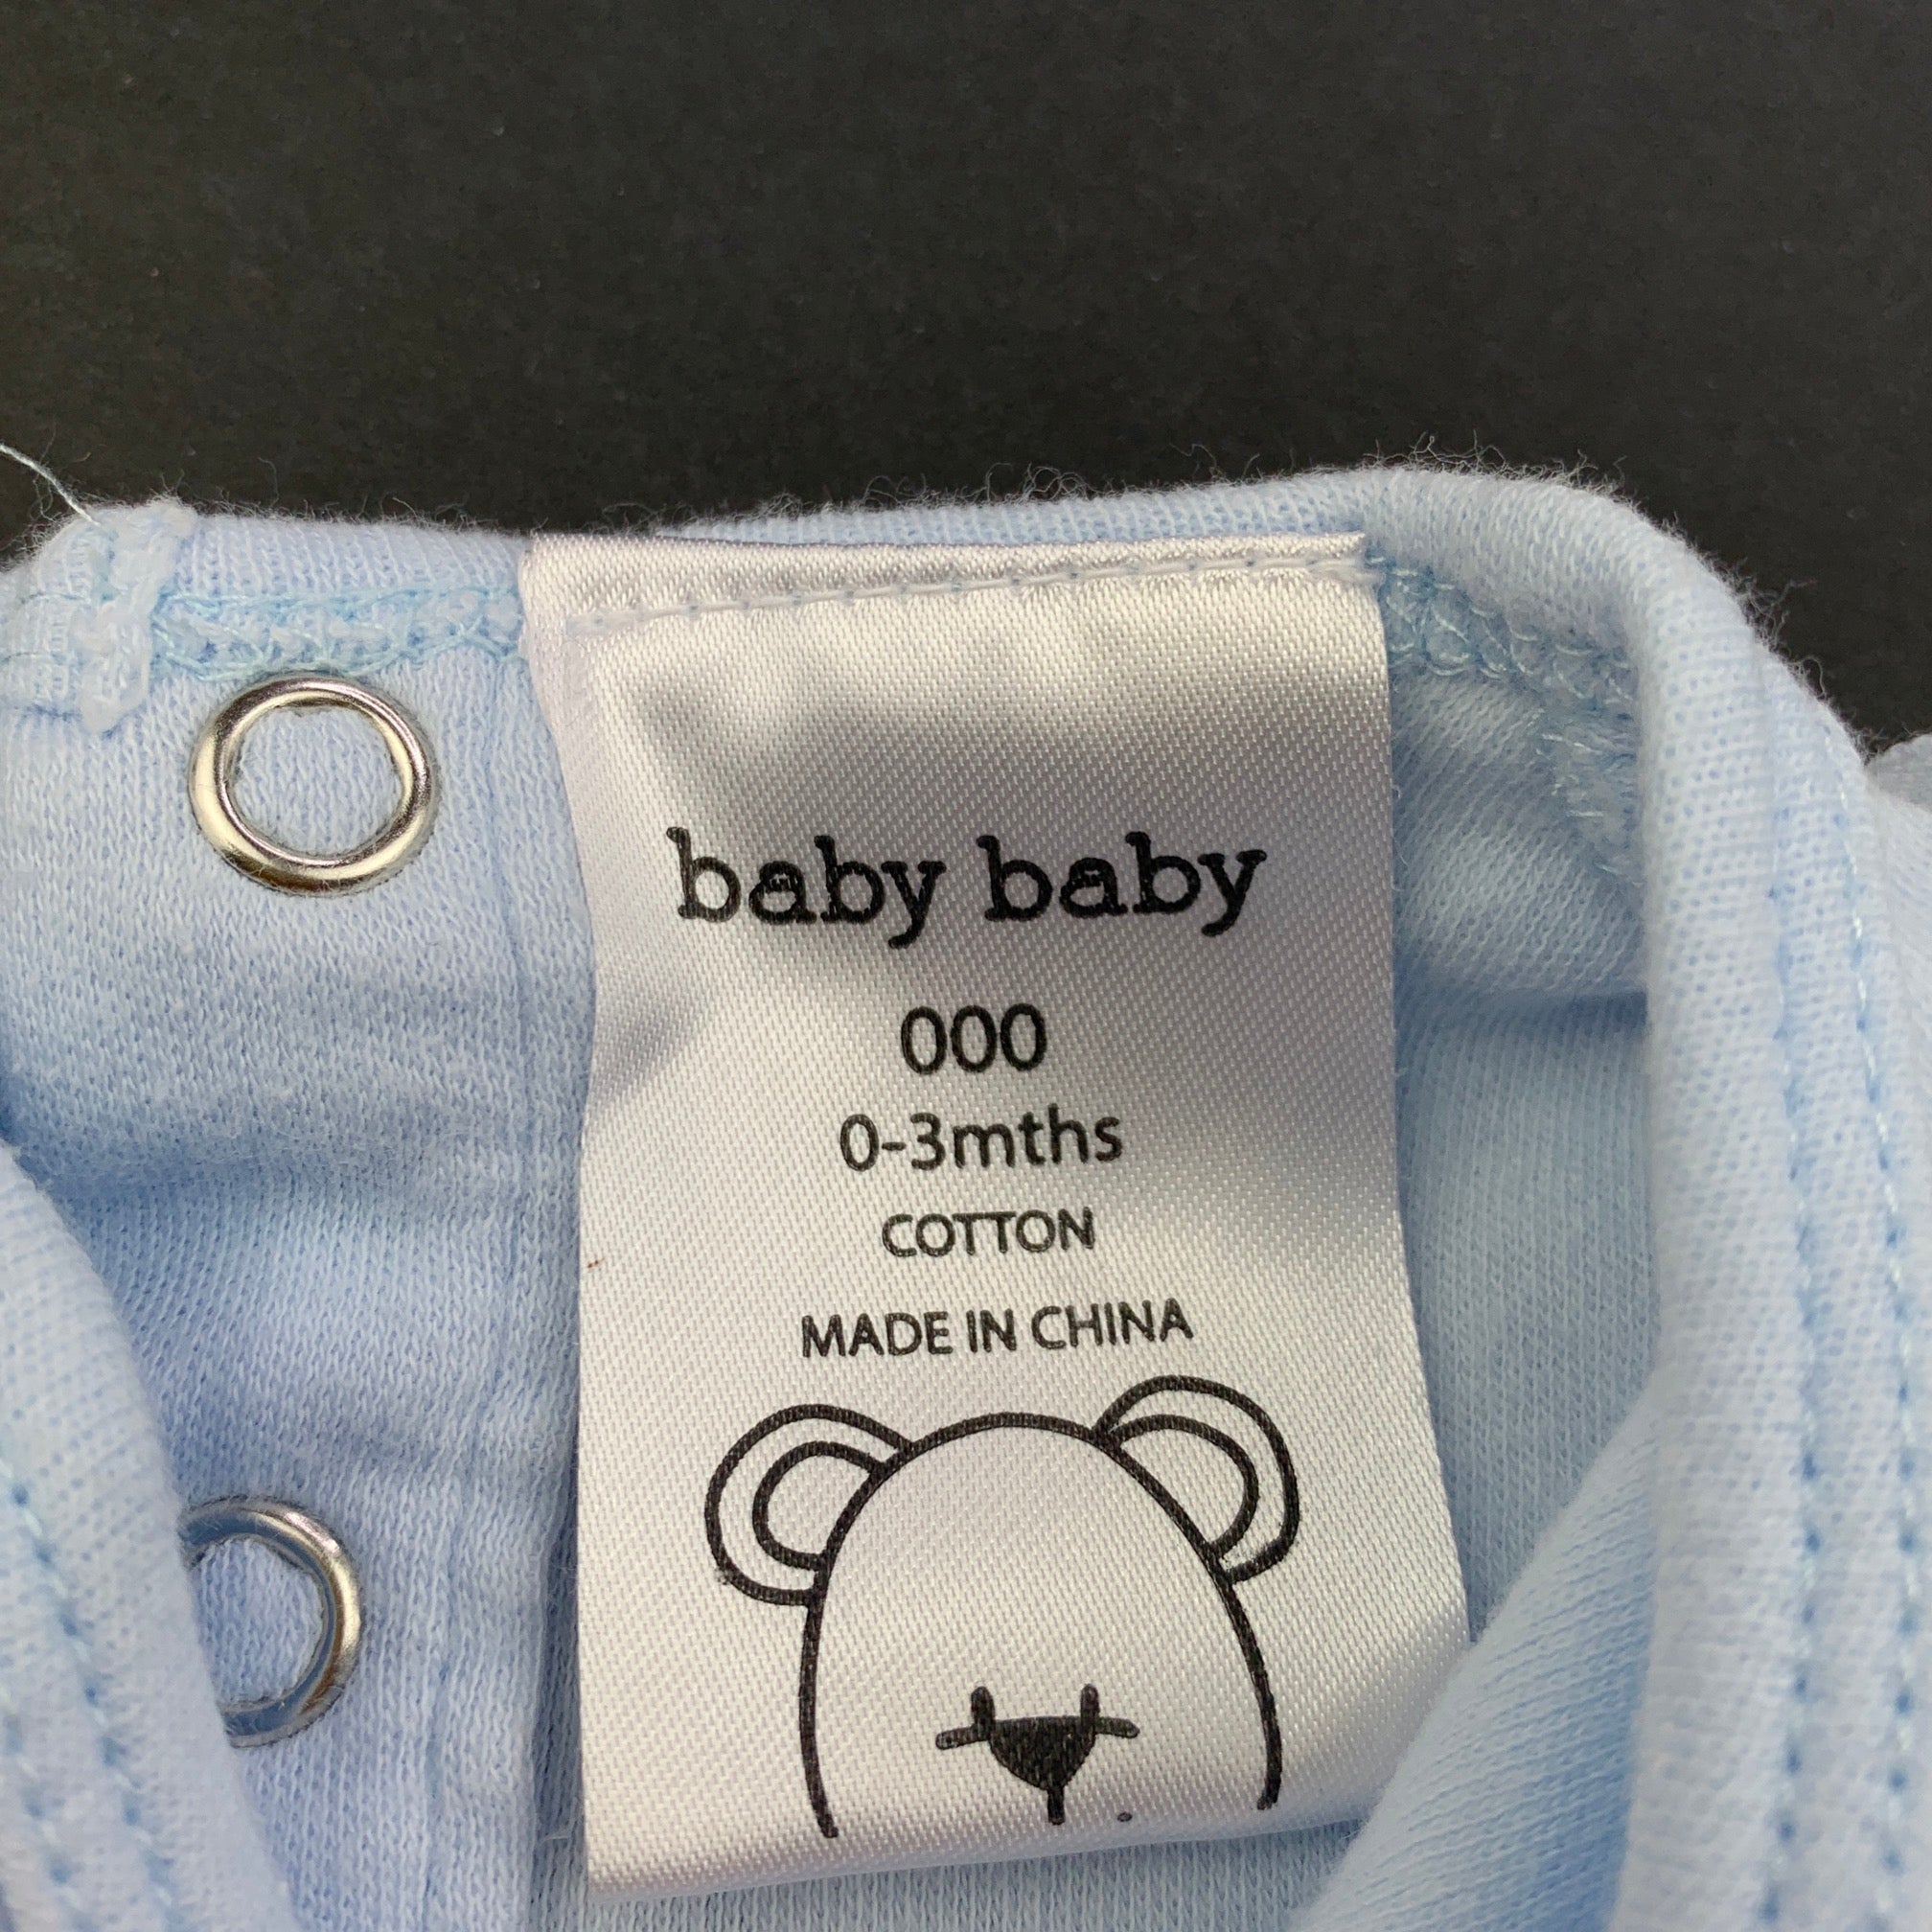 baby baby
000
0-3mths
COTTON
MADE IN CHINA